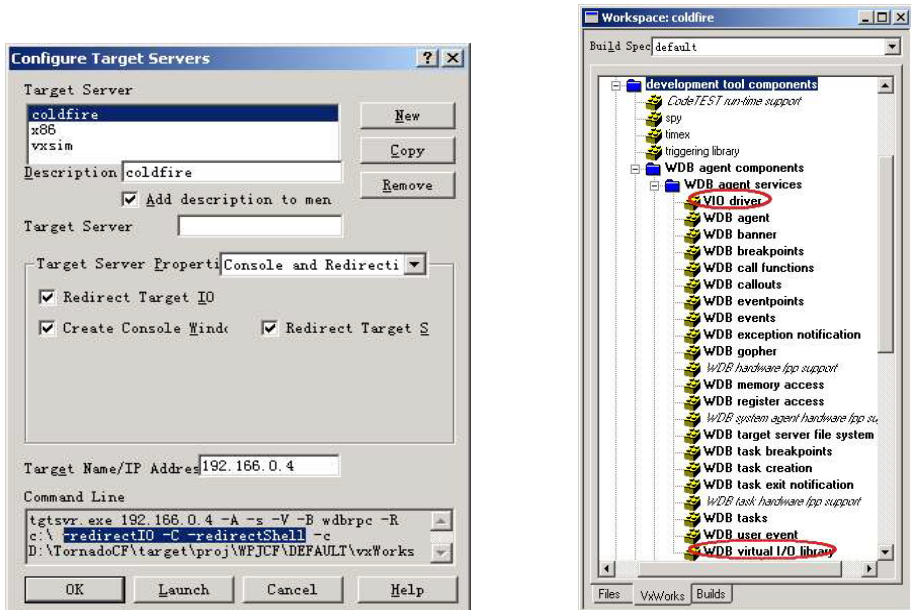 Configure Target Servers
Target Server
coldfire
x86
vxsim
New
Copy
Remove
Description coldfire
Add description to men
Target Server
Target Server Properti Console and Redirecti
Redirect Target IO
Create Console Windo
Redirect Target S
Target Name/IP Addres 192.166.0.4
Command Line
tgtsvr.exe 192.166.0.4 -A -s -V -B wdbrpc -R
c:\ -redirectIO -C -redirectShell -c
D:\TornadoCF\target\proj\WPJCF\DEFAULT\vxWorks
OK
Launch
Cancel
Help
Workspace: coldfire
Build Spec default
development tool components
CodeTEST run-time support
spy
timex
triggering library
WDB agent components
WDB agent services
VIO driver
WDB agent
WDB banner
WDB breakpoints
WDB call functions
WDB callouts
WDB eventpoints
WDB events
WDB exception notification
WDB gopher
WDB hardware fpp support
WDB memory access
WDB register access
WDB system agent hardware fpp su
WDB target server file system
WDB task breakpoints
WDB task creation
WDB task exit notification
WDB task hardware fpp support
WDB tasks
WDB user event
WDB virtual I/O library
Files
VxWorks
Builds